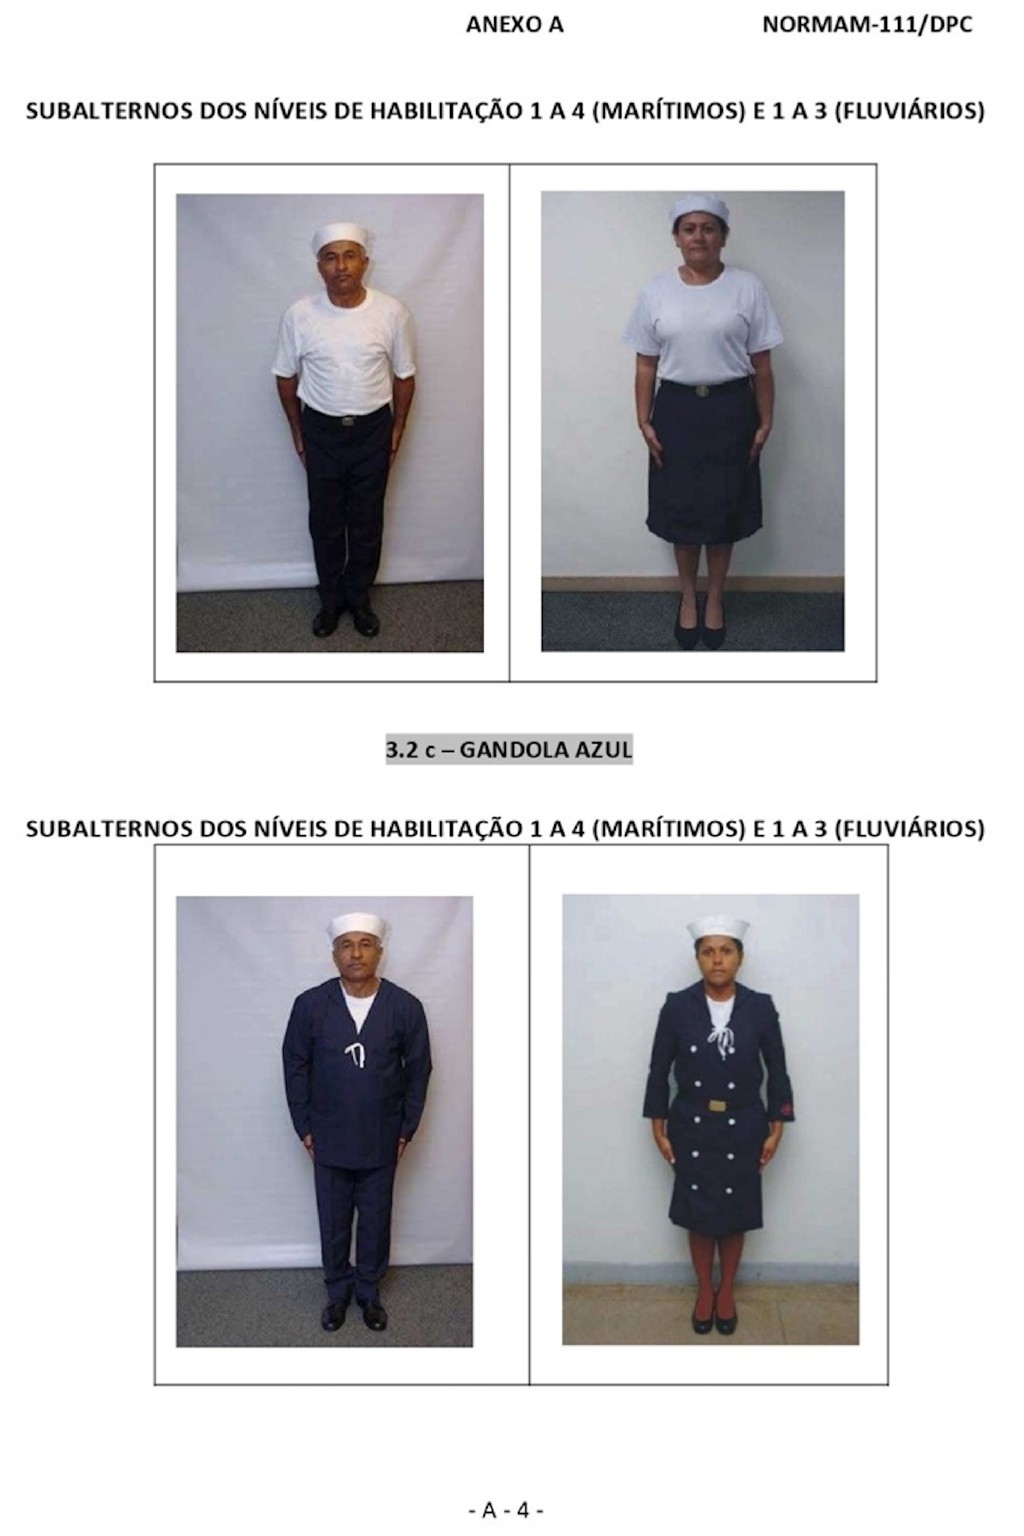 ANEXO A NORMAM-111/DPC
SUBALTERNOS DOS NÍVEIS DE HABILITAÇÃO 1 A 4 (MARÍTIMOS) E 1 A 3 (FLUVIÁRIOS)
3.2 c – GANDOLA AZUL
SUBALTERNOS DOS NÍVEIS DE HABILITAÇÃO 1 A 4 (MARÍTIMOS) E 1 A 3 (FLUVIÁRIOS)
- A - 4 -